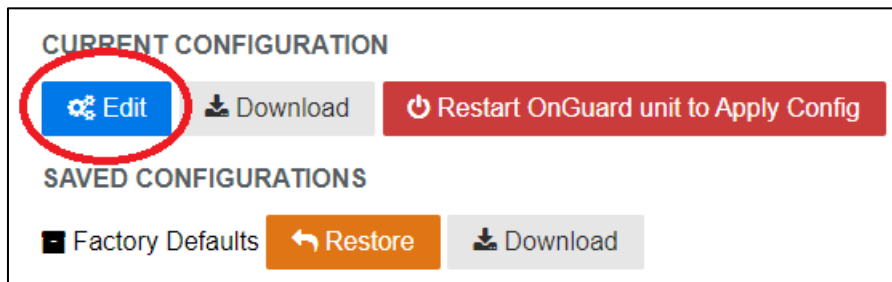 CURRENT CONFIGURATION
Edit Download Restart OnGuard unit to Apply Config
SAVED CONFIGURATIONS
Factory Defaults Restore Download